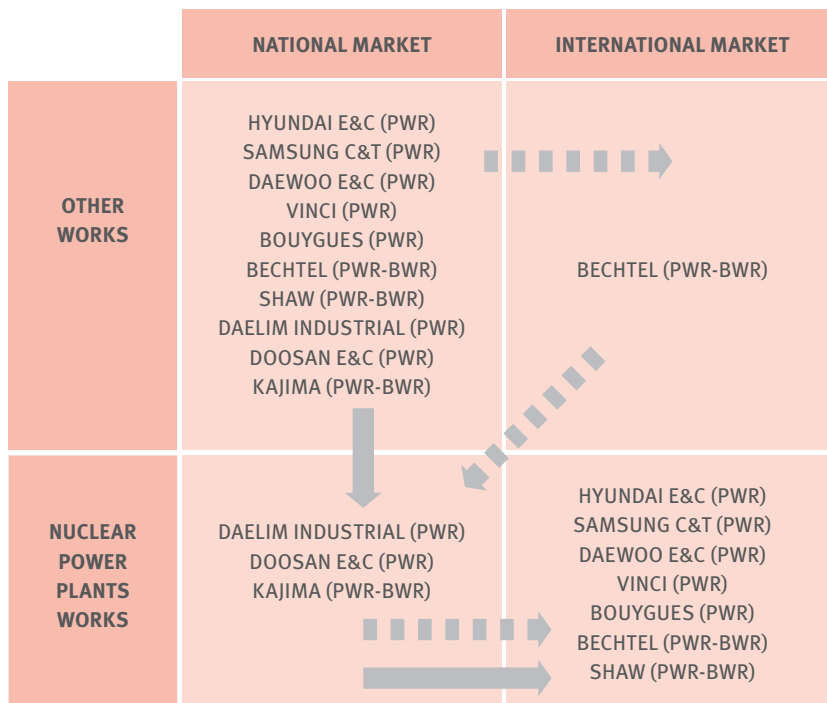 NATIONAL MARKET
INTERNATIONAL MARKET
OTHER
WORKS
HYUNDAI E&C (PWR)
SAMSUNG C&T (PWR)
DAEWOO E&C (PWR)
VINCI (PWR)
BOUYGUES (PWR)
BECHTEL (PWR-BWR)
SHAW (PWR-BWR)
DAELIM INDUSTRIAL (PWR)
DOOSAN E&C (PWR)
KAJIMA (PWR-BWR)
BECHTEL (PWR-BWR)
NUCLEAR
POWER
PLANTS
WORKS
DAELIM INDUSTRIAL (PWR)
DOOSAN E&C (PWR)
KAJIMA (PWR-BWR)
HYUNDAI E&C (PWR)
SAMSUNG C&T (PWR)
DAEWOO E&C (PWR)
VINCI (PWR)
BOUYGUES (PWR)
BECHTEL (PWR-BWR)
SHAW (PWR-BWR)